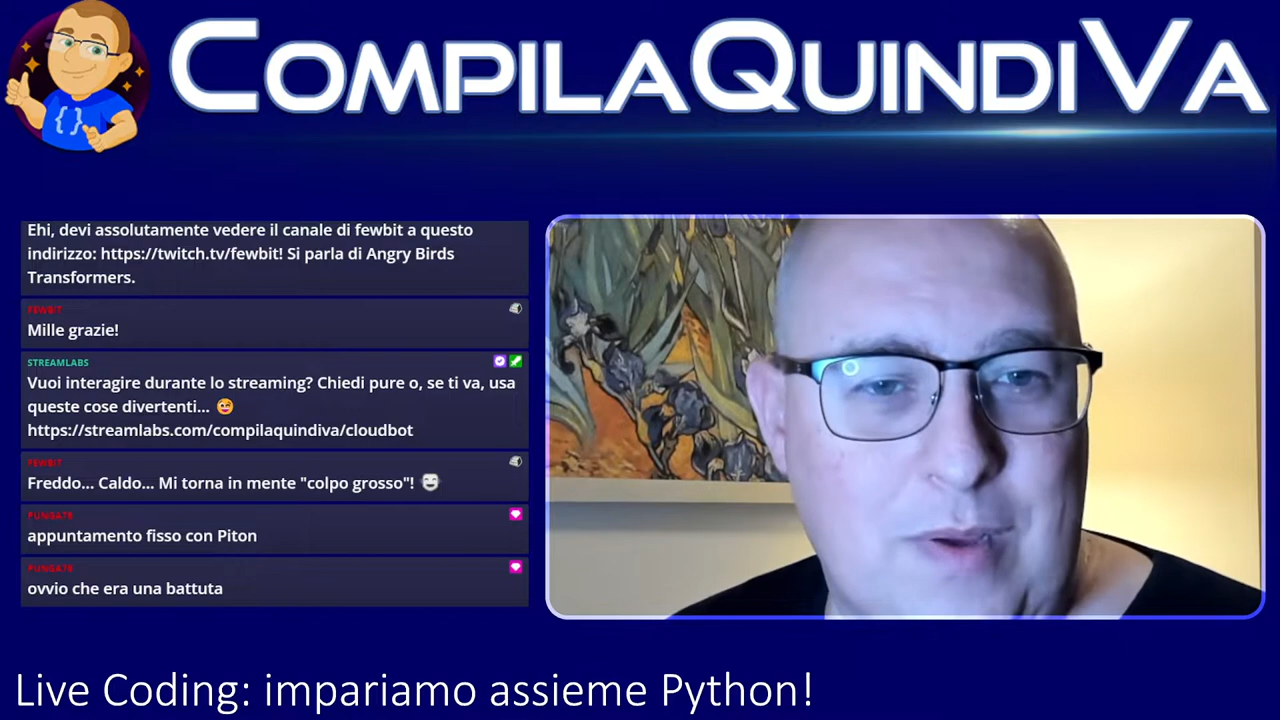 COMPILAQUINDIVA
{ }
Ehi, devi assolutamente vedere il canale di fewbit a questo
indirizzo: https://twitch.tv/fewbit! Si parla di Angry Birds
Transformers.
FEWBIT
Mille grazie!
STREAMLABS
Vuoi interagire durante lo streaming? Chiedi pure o, se ti va, usa
queste cose divertenti... 😄
https://streamlabs.com/compilaquindiva/cloudbot
FEWBIT
Freddo... Caldo... Mi torna in mente "colpo grosso"!
PUNGATE
appuntamento fisso con Piton
PUNGATE
ovvio che era una battuta
Live Coding: impariamo assieme Python!